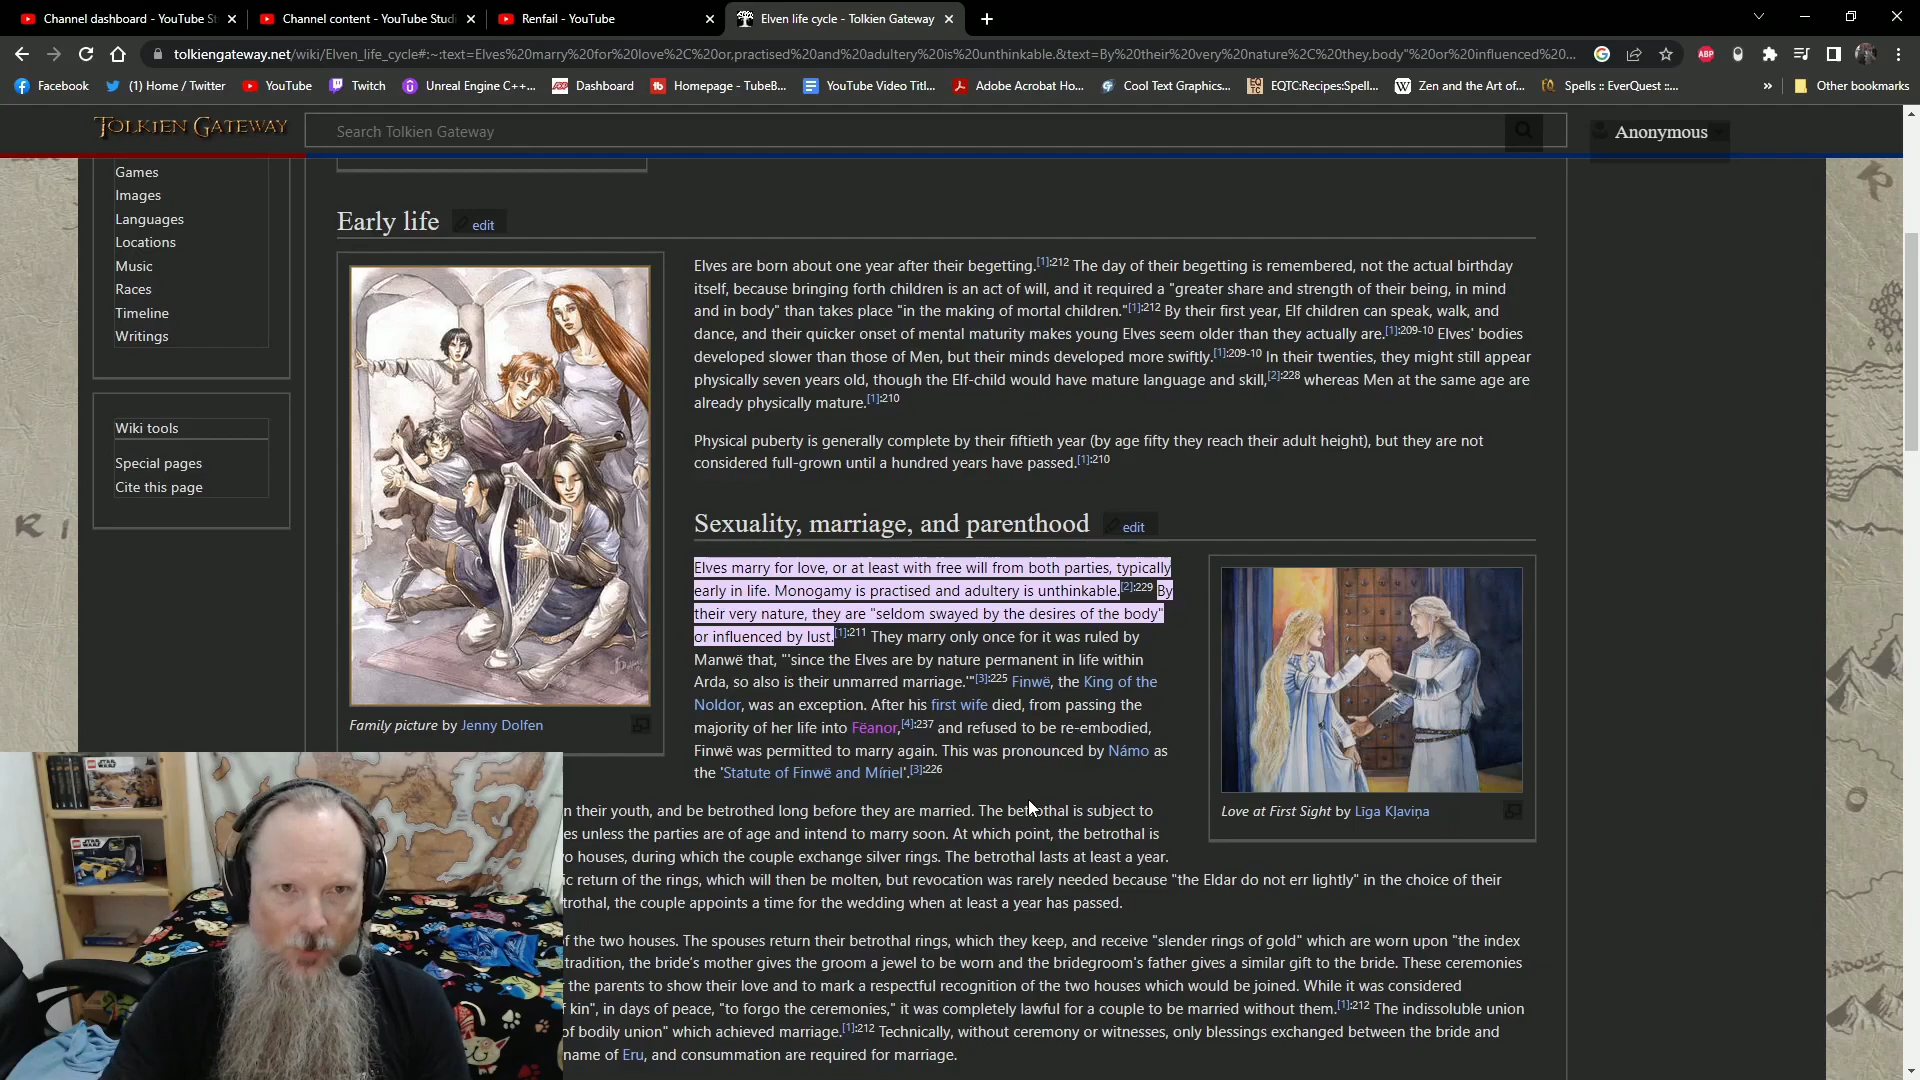 Channel dashboard - YouTube St
Channel content - YouTube Studi
Renfail - YouTube
Elven life cycle - Tolkien Gateway
tolkiengateway.net/wiki/Elven_life_cycle#:~:text=Elves%20marry%20for%20love%2C%20or,practised%20and%20adultery%20is%20unthinkable.&text=By%20their%20very%20nature%2C%20they,body"%20or%20influenced%20...
Facebook
(1) Home / Twitter
YouTube
Twitch
Unreal Engine C++...
Dashboard
Homepage - TubeB...
YouTube Video Titl...
Adobe Acrobat Ho...
Cool Text Graphics...
EQTC:Recipes:Spell...
Zen and the Art of...
Spells :: EverQuest ::...
»
Other bookmarks
TOLKIEN GATEWAY
Search Tolkien Gateway
Anonymous
Games
Images
Languages
Locations
Music
Races
Timeline
Writings
Wiki tools
Special pages
Cite this page
Early life
edit
Elves are born about one year after their begetting.[1]:212 The day of their begetting is remembered, not the actual birthday
itself, because bringing forth children is an act of will, and it required a "greater share and strength of their being, in mind
and in body" than takes place "in the making of mortal children."[1]:212 By their first year, Elf children can speak, walk, and
dance, and their quicker onset of mental maturity makes young Elves seem older than they actually are.[1]:209-10 Elves' bodies
developed slower than those of Men, but their minds developed more swiftly.[1]:209-10 In their twenties, they might still appear
physically seven years old, though the Elf-child would have mature language and skill,[2]:228 whereas Men at the same age are
already physically mature.[1]:210
Physical puberty is generally complete by their fiftieth year (by age fifty they reach their adult height), but they are not
considered full-grown until a hundred years have passed.[1]:210
Family picture by Jenny Dolfen
Sexuality, marriage, and parenthood
edit
Elves marry for love, or at least with free will from both parties, typically
early in life. Monogamy is practised and adultery is unthinkable.[2]:229 By
their very nature, they are "seldom swayed by the desires of the body"
or influenced by lust.[1]:211 They marry only once for it was ruled by
Manwë that, "'since the Elves are by nature permanent in life within
Arda, so also is their unmarred marriage.'"[3]:225 Finwë, the King of the
Noldor, was an exception. After his first wife died, from passing the
majority of her life into Fëanor,[4]:237 and refused to be re-embodied,
Finwë was permitted to marry again. This was pronounced by Námo as
the 'Statute of Finwë and Míriel'.[3]:226
Love at First Sight by Līga Kļaviņa
n their youth, and be betrothed long before they are married. The betrothal is subject to
es unless the parties are of age and intend to marry soon. At which point, the betrothal is
o houses, during which the couple exchange silver rings. The betrothal lasts at least a year.
ic return of the rings, which will then be molten, but revocation was rarely needed because "the Eldar do not err lightly" in the choice of their
trothal, the couple appoints a time for the wedding when at least a year has passed.
f the two houses. The spouses return their betrothal rings, which they keep, and receive "slender rings of gold" which are worn upon "the index
tradition, the bride's mother gives the groom a jewel to be worn and the bridegroom's father gives a similar gift to the bride. These ceremonies
the parents to show their love and to mark a respectful recognition of the two houses which would be joined. While it was considered
f kin", in days of peace, "to forgo the ceremonies," it was completely lawful for a couple to be married without them.[1]:212 The indissoluble union
of bodily union" which achieved marriage.[1]:212 Technically, without ceremony or witnesses, only blessings exchanged between the bride and
name of Eru, and consummation are required for marriage.